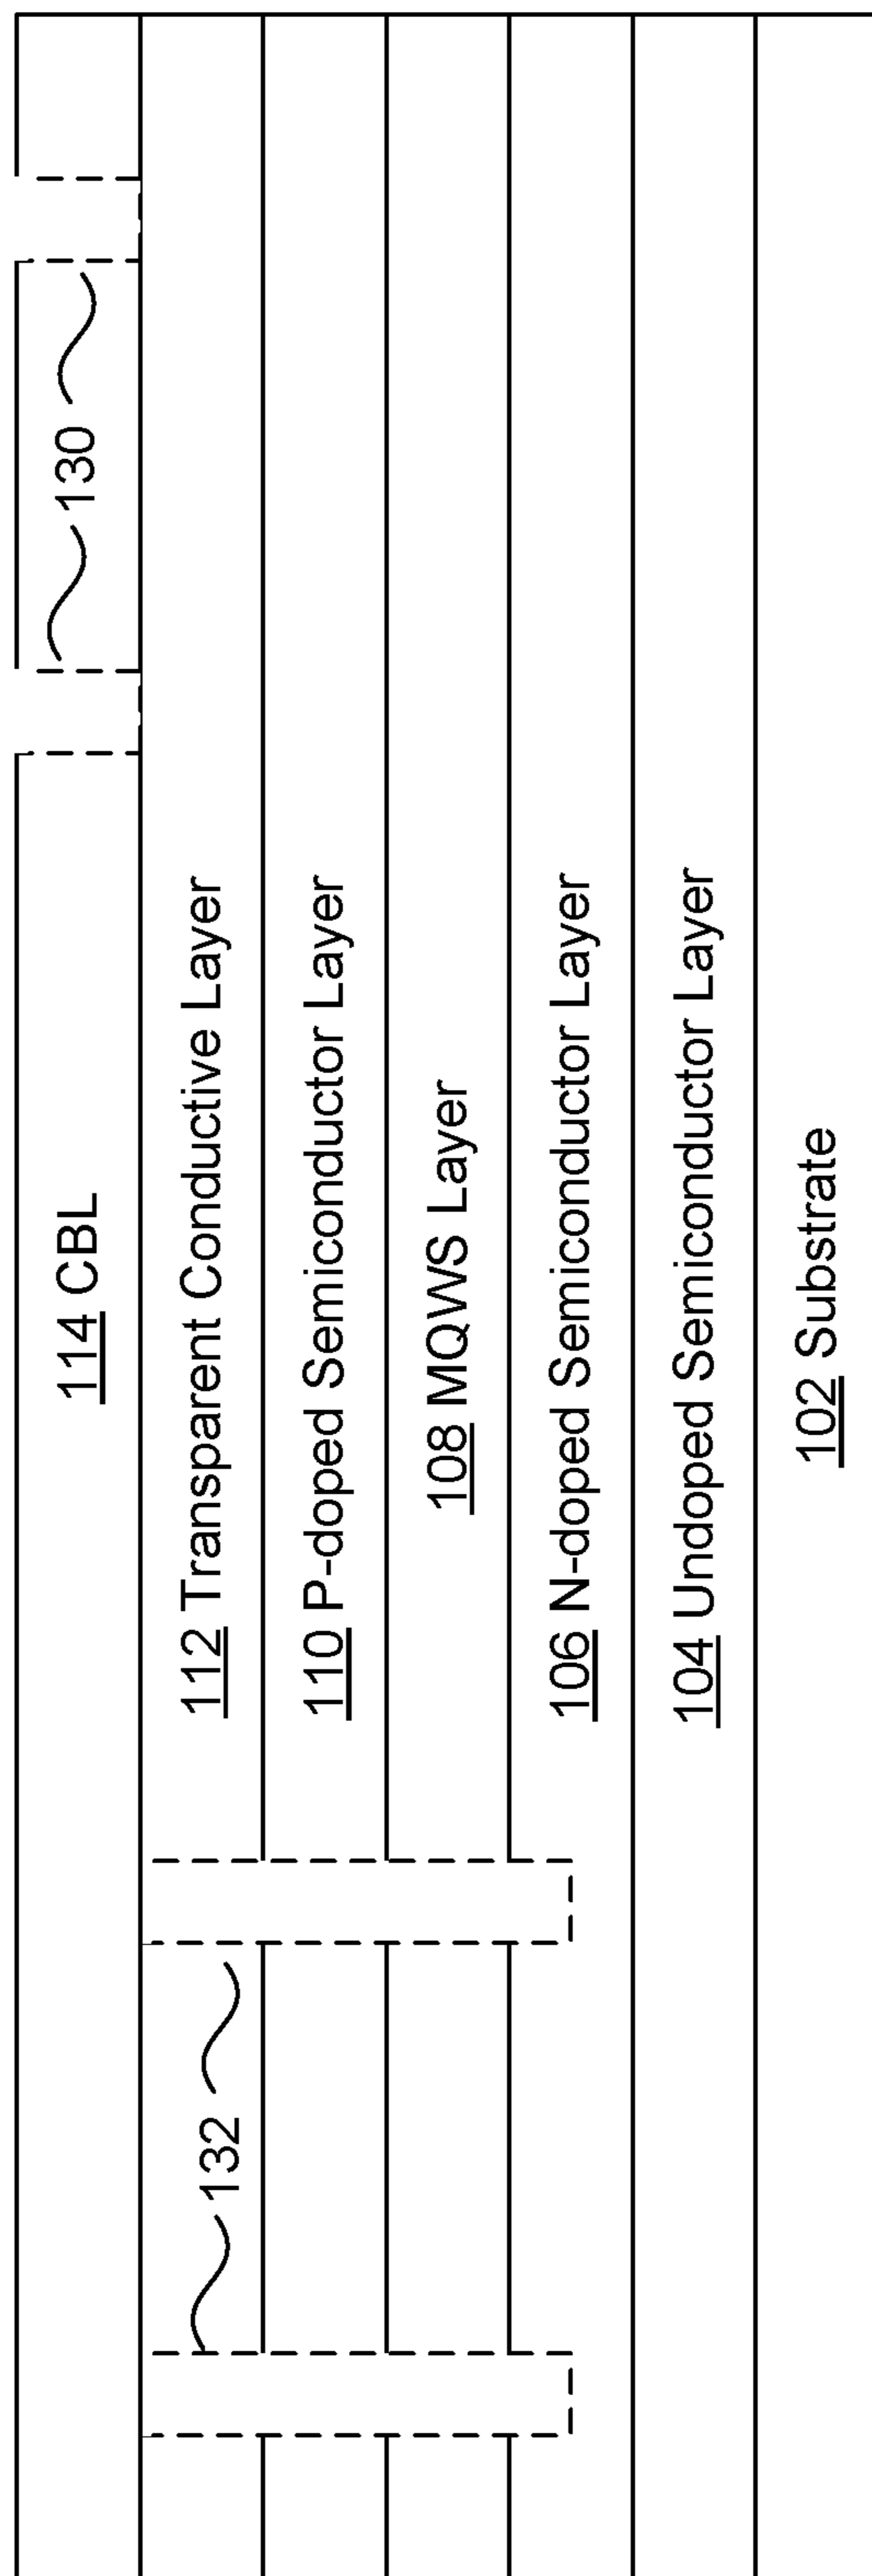 130
114 CBL
112 Transparent Conductive Layer
132
110 P-doped Semiconductor Layer
108 MQWS Layer
106 N-doped Semiconductor Layer
104 Undoped Semiconductor Layer
102 Substrate